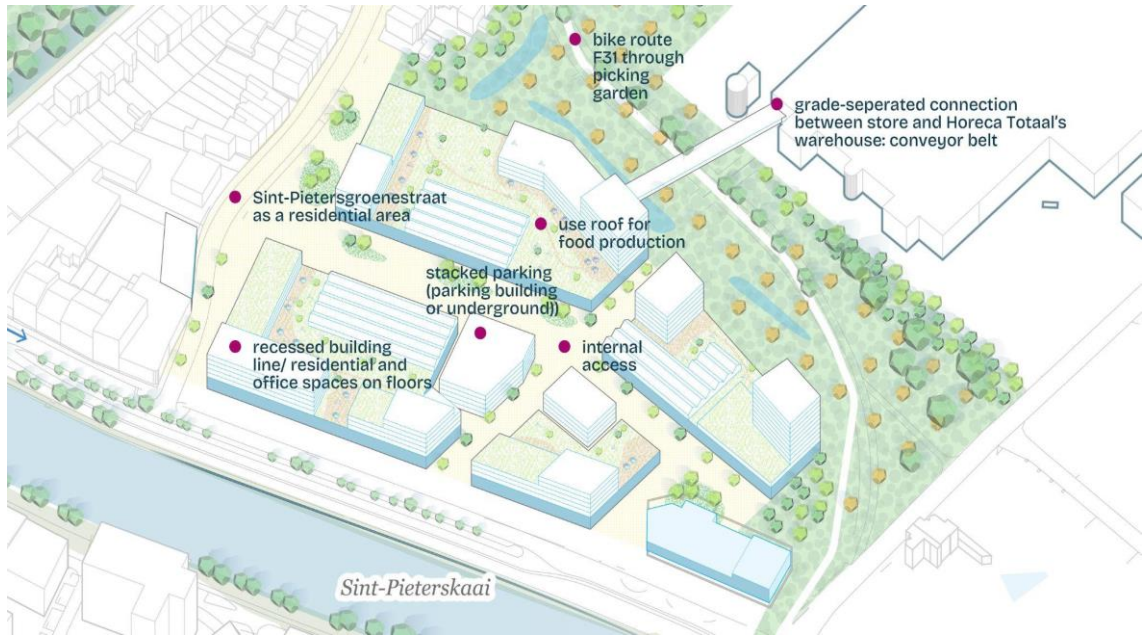 bike route
F31 through
picking
garden
grade-seperated connection
between store and Horeca Totaal's
warehouse: conveyor belt
Sint-Pietersgroenestraat
as a residential area
use roof for
food production
stacked parking
(parking building
or underground))
recessed building
line/ residential and
office spaces on floors
internal
access
Sint-Pieterskaai